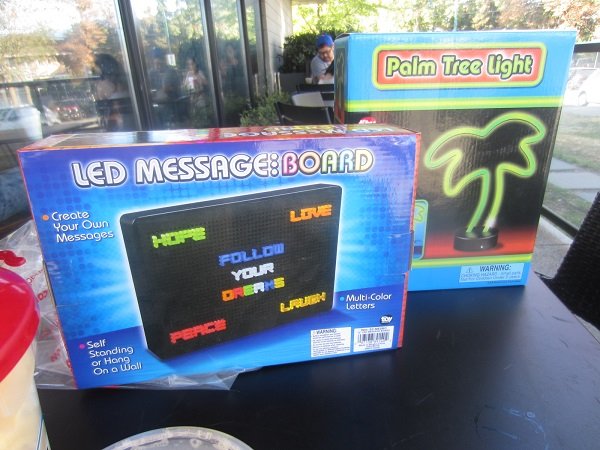 Palm Tree Light
LED MESSAGE BOARD
Create
Your Own
Messages
HOPE
LOVE
FOLLOW
YOUR
DREAMS
LAUGH
PEACE
Multi-Color
Letters
Self
Standing
or Hang
On a Wall
WARNING:
WARNING: